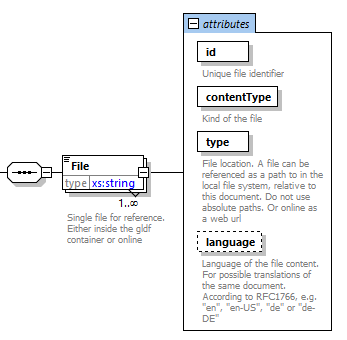 attributes
id
Unique file identifier
contentType
Kind of the file
type
File location. A file can be
referenced as a path to in the
local file system, relative to
this document. Do not use
absolute paths. Or online as
a web url
language
Language of the file content.
For possible translations of
the same document.
According to RFC1766, e.g.
"en", "en-US", "de" or "de-
DE"
File
type xs:string
1..∞
Single file for reference.
Either inside the gldf
container or online